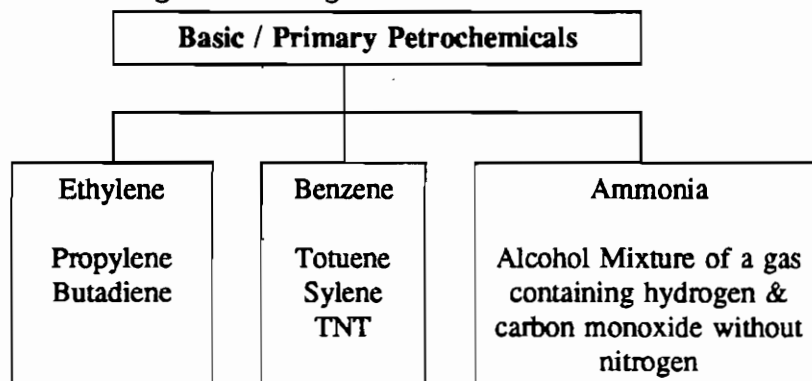 Basic / Primary Petrochemicals
Ethylene
Propylene
Butadiene
Benzene
Totuene
Sylene
TNT
Ammonia
Alcohol Mixture of a gas
containing hydrogen &
carbon monoxide without
nitrogen